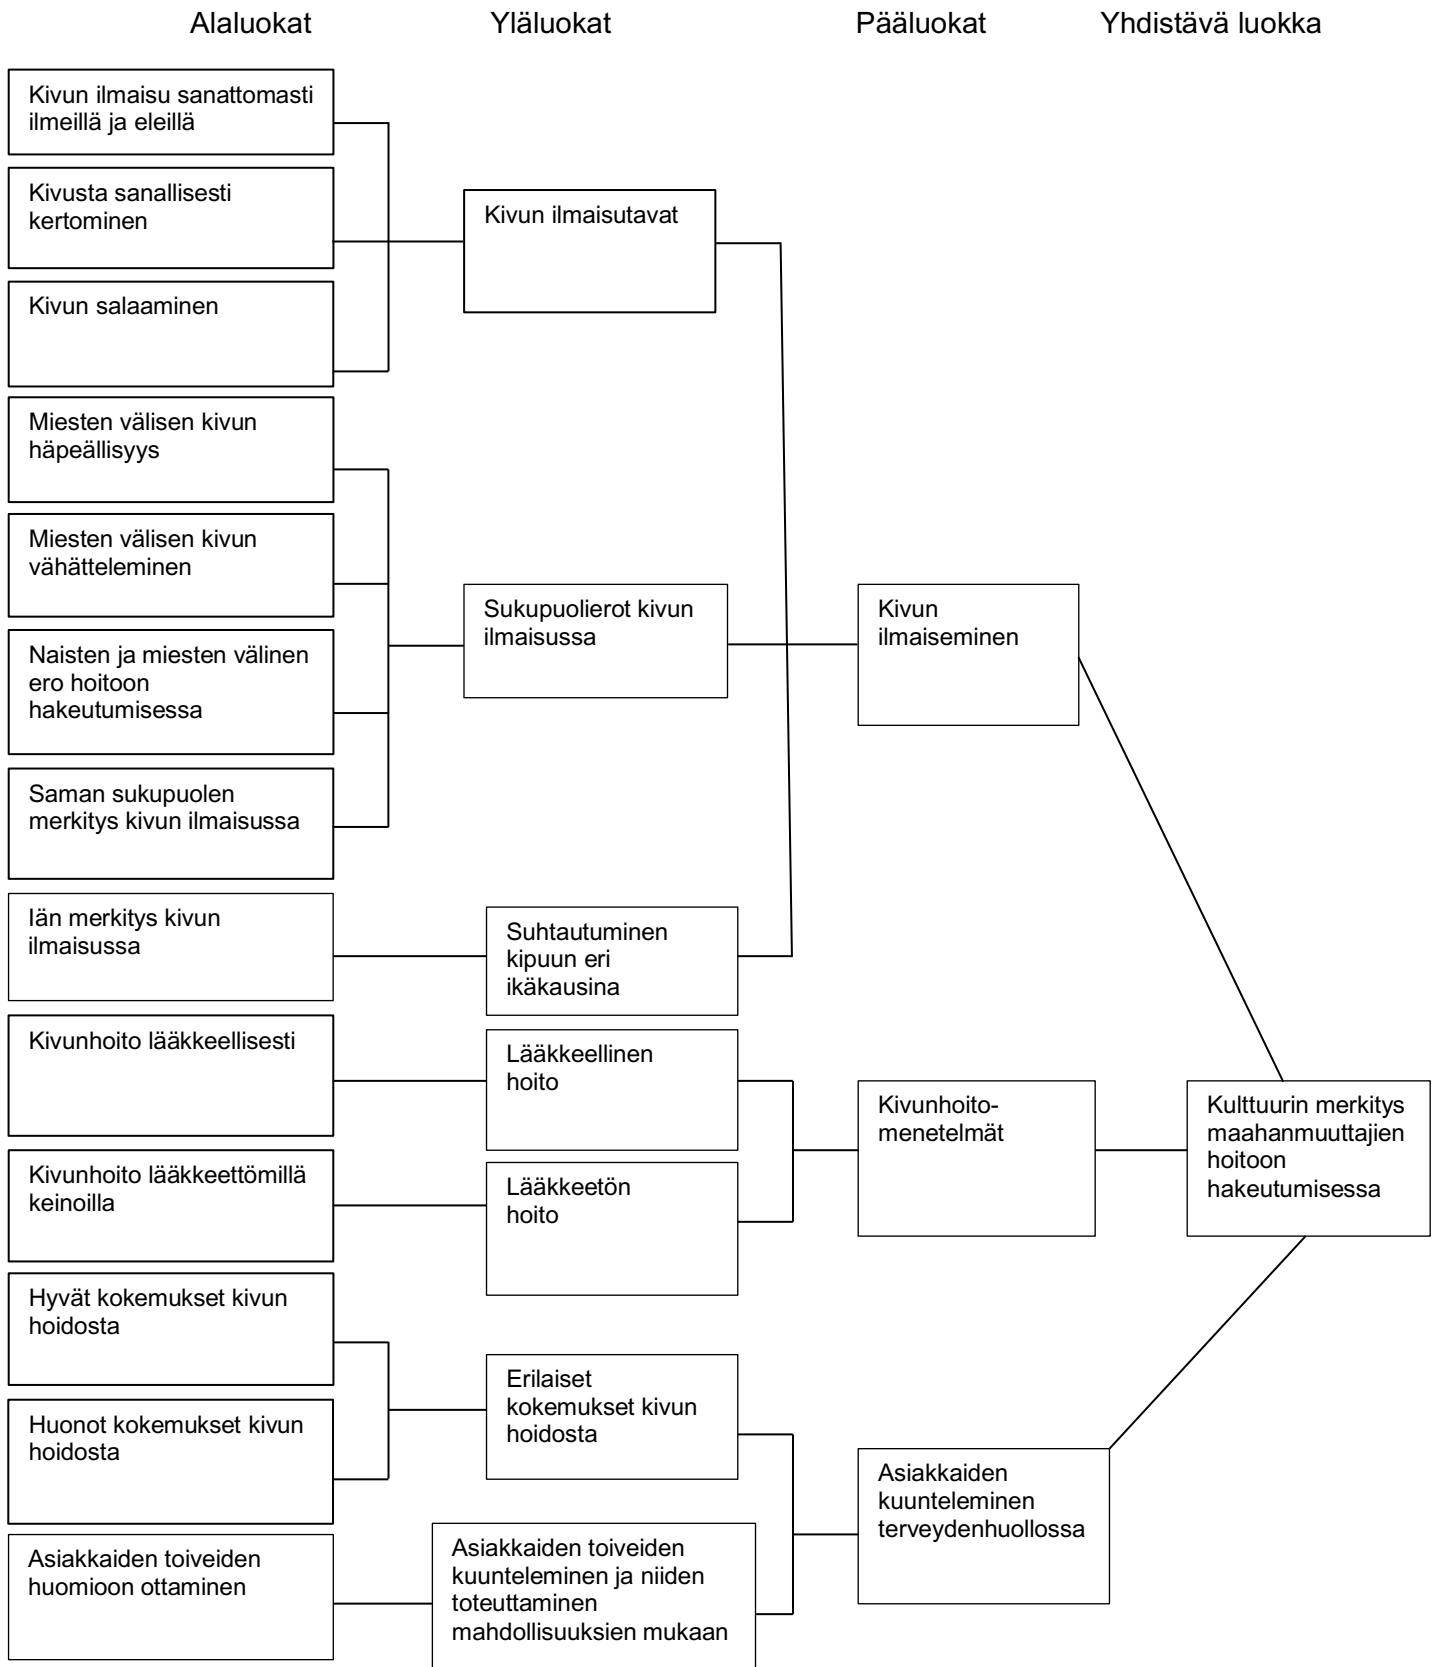 Alaluokat
Yläluokat
Pääluokat
Yhdistävä luokka
Kivun ilmaisu sanattomasti
ilmeillä ja eleillä
Kivusta sanallisesti
kertominen
Kivun salaaminen
Miesten välisen kivun
häpeällisyys
Miesten välisen kivun
vähätteleminen
Naisten ja miesten välinen
ero hoitoon
hakeutumisessa
Saman sukupuolen
merkitys kivun ilmaisussa
Iän merkitys kivun
ilmaisussa
Kivunhoito lääkkeellisesti
Kivunhoito lääkkeettömillä
keinoilla
Hyvät kokemukset kivun
hoidosta
Huonot kokemukset kivun
hoidosta
Asiakkaiden toiveiden
huomioon ottaminen
Kivun ilmaisutavat
Sukupuolierot kivun
ilmaisussa
Suhtautuminen
kipuun eri
ikäkausina
Lääkkeellinen
hoito
Lääkkeetön
hoito
Erilaiset
kokemukset kivun
hoidosta
Asiakkaiden toiveiden
kuunteleminen ja niiden
toteuttaminen
mahdollisuuksien mukaan
Kivun
ilmaiseminen
Kivunhoito-
menetelmät
Asiakkaiden
kuunteleminen
terveydenhuollossa
Kulttuurin merkitys
maahanmuuttajien
hoitoon
hakeutumisessa